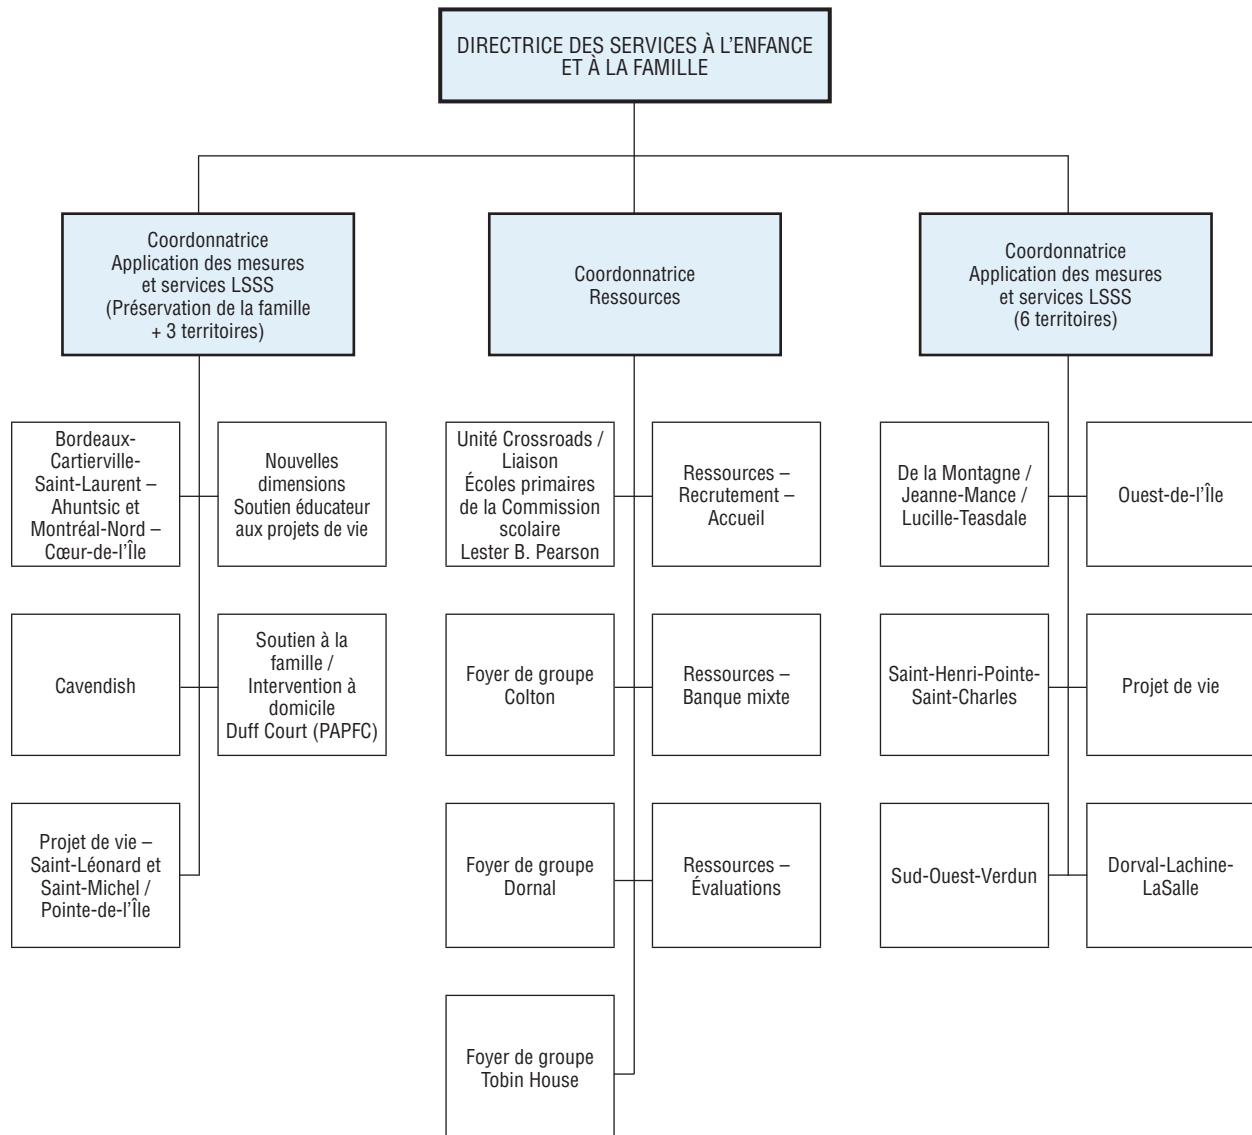 DIRECTRICE DES SERVICES À L’ENFANCE
ET À LA FAMILLE
Coordonnatrice
Application des mesures
et services LSSS
(Préservation de la famille
+ 3 territoires)
Coordonnatrice
Ressources
Coordonnatrice
Application des mesures
et services LSSS
(6 territoires)
Bordeaux-
Cartierville-
Saint-Laurent –
Ahuntsic et
Montréal-Nord –
Cœur-de-l’Île
Nouvelles
dimensions
Soutien éducateur
aux projets de vie
Unité Crossroads /
Liaison
Écoles primaires
de la Commission
scolaire
Lester B. Pearson
Ressources –
Recrutement –
Accueil
De la Montagne /
Jeanne-Mance /
Lucille-Teasdale
Ouest-de-l’Île
Cavendish
Soutien à la
famille /
Intervention à
domicile
Duff Court (PAPFC)
Foyer de groupe
Colton
Ressources –
Banque mixte
Saint-Henri-Pointe-
Saint-Charles
Projet de vie
Projet de vie –
Saint-Léonard et
Saint-Michel /
Pointe-de-l’Île
Foyer de groupe
Dornal
Ressources –
Évaluations
Sud-Ouest-Verdun
Dorval-Lachine-
LaSalle
Foyer de groupe
Tobin House